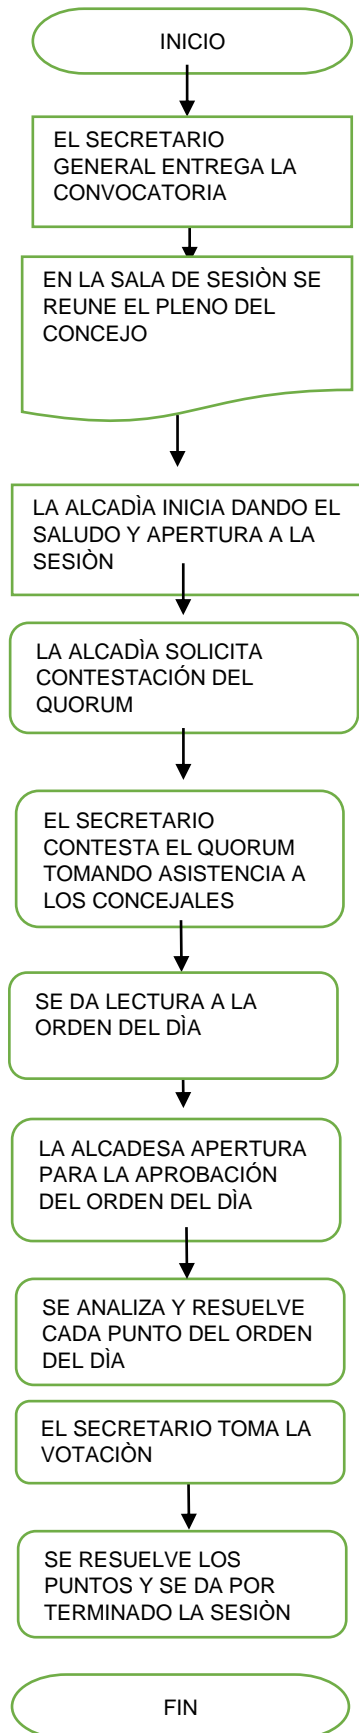 INICIO
EL SECRETARIO
GENERAL ENTREGA LA
CONVOCATORIA
EN LA SALA DE SESIÒN SE
REUNE EL PLENO DEL
CONCEJO
LA ALCADÌA INICIA DANDO EL
SALUDO Y APERTURA A LA
SESIÒN
LA ALCADÌA SOLICITA
CONTESTACIÓN DEL
QUORUM
EL SECRETARIO
CONTESTA EL QUORUM
TOMANDO ASISTENCIA A
LOS CONCEJALES
SE DA LECTURA A LA
ORDEN DEL DÌA
LA ALCADESA APERTURA
PARA LA APROBACIÓN
DEL ORDEN DEL DÌA
SE ANALIZA Y RESUELVE
CADA PUNTO DEL ORDEN
DEL DÌA
EL SECRETARIO TOMA LA
VOTACIÒN
SE RESUELVE LOS
PUNTOS Y SE DA POR
TERMINADO LA SESIÒN
FIN